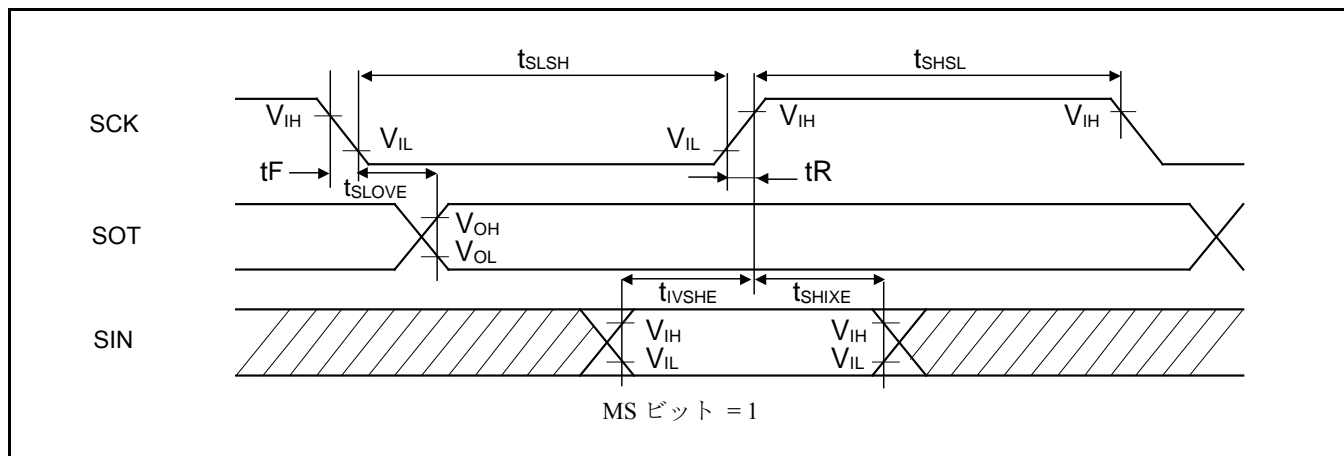 tSLSH
tSHSL
SCK
VIH
VIL
VIL
VIH
VIH
tF
tR
tSLOVE
SOT
VOH
VOL
tIVSHE
tSHIXE
SIN
VIH
VIL
VIH
VIL
MS ビット = 1